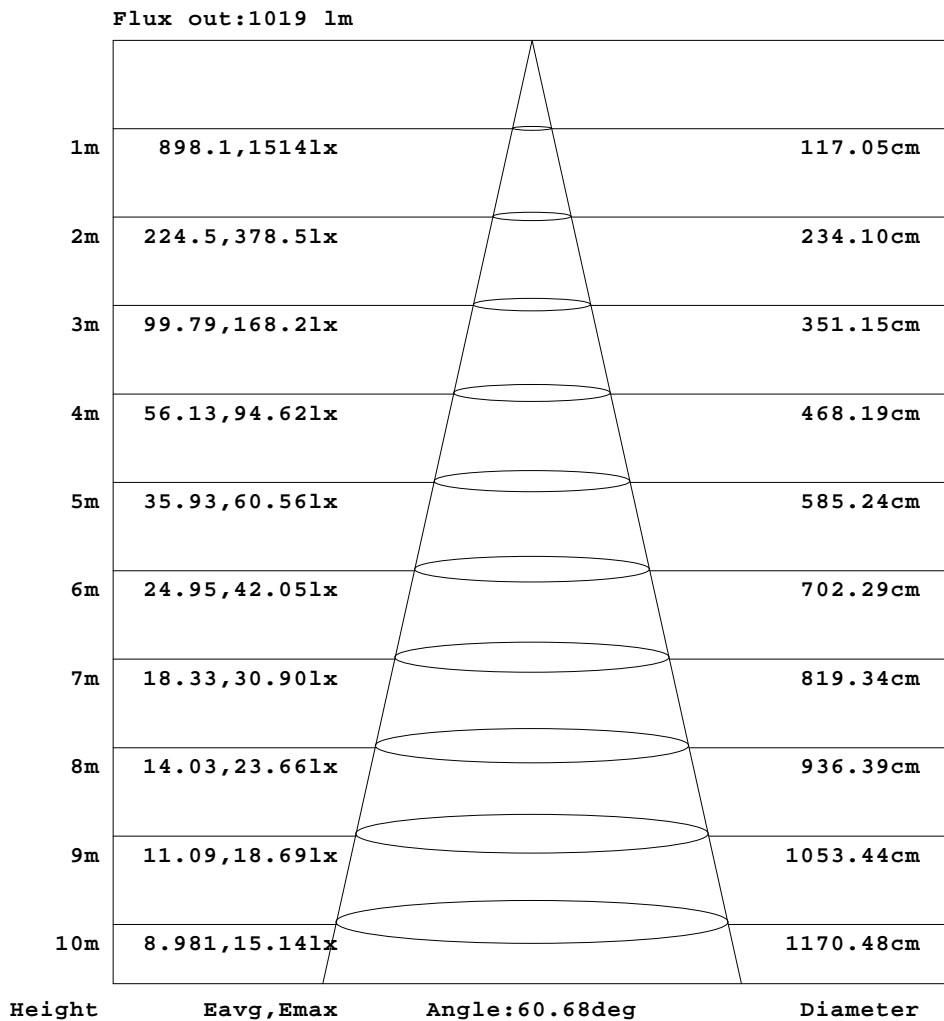 Flux out:1019 lm
1m 898.1,1514lx 117.05cm
2m 224.5,378.5lx 234.10cm
3m 99.79,168.2lx 351.15cm
4m 56.13,94.62lx 468.19cm
5m 35.93,60.56lx 585.24cm
6m 24.95,42.05lx 702.29cm
7m 18.33,30.90lx 819.34cm
8m 14.03,23.66lx 936.39cm
9m 11.09,18.69lx 1053.44cm
10m 8.981,15.14lx 1170.48cm
Height Eavg,Emax Angle:60.68deg Diameter